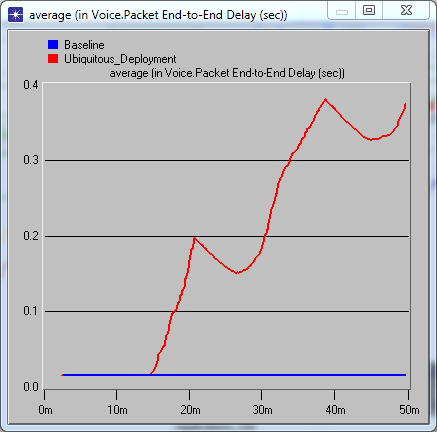 average (in Voice.Packet End-to-End Delay (sec))
Baseline
Ubiquitous_Deployment
average (in Voice.Packet End-to-End Delay (sec))
0.4
0.3
0.2
0.1
0.0
0m 10m 20m 30m 40m 50m